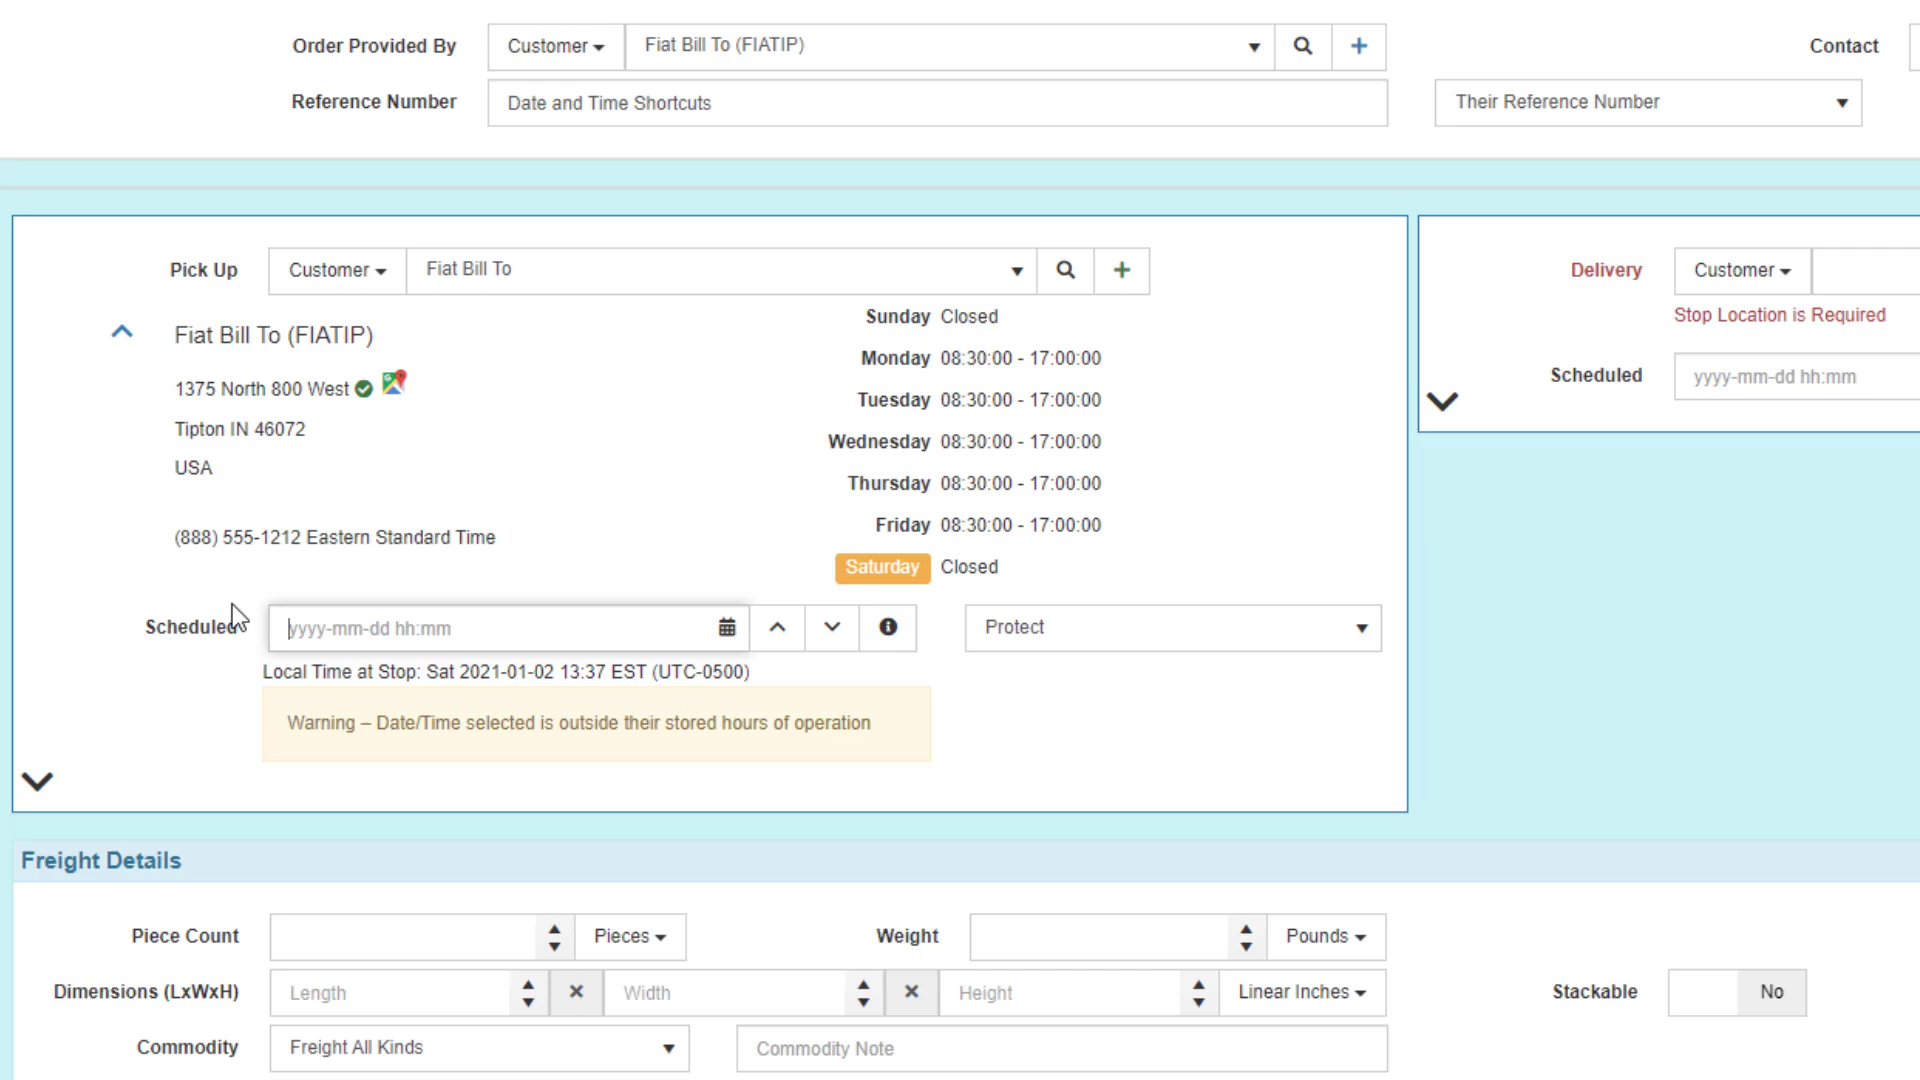 Order Provided By Customer Fiat Bill To (FIATIP) Contact
Reference Number Date and Time Shortcuts Their Reference Number
Pick Up Customer Fiat Bill To
Fiat Bill To (FIATIP)
1375 North 800 West
Tipton IN 46072
USA
(888) 555-1212 Eastern Standard Time
Sunday Closed
Monday 08:30:00 - 17:00:00
Tuesday 08:30:00 - 17:00:00
Wednesday 08:30:00 - 17:00:00
Thursday 08:30:00 - 17:00:00
Friday 08:30:00 - 17:00:00
Saturday Closed
Scheduled yyyy-mm-dd hh:mm Protect
Local Time at Stop: Sat 2021-01-02 13:37 EST (UTC-0500)
Warning – Date/Time selected is outside their stored hours of operation
Delivery Customer
Stop Location is Required
Scheduled yyyy-mm-dd hh:mm
Freight Details
Piece Count Pieces Weight Pounds
Dimensions (LxWxH) Length Width Height Linear Inches Stackable No
Commodity Freight All Kinds Commodity Note